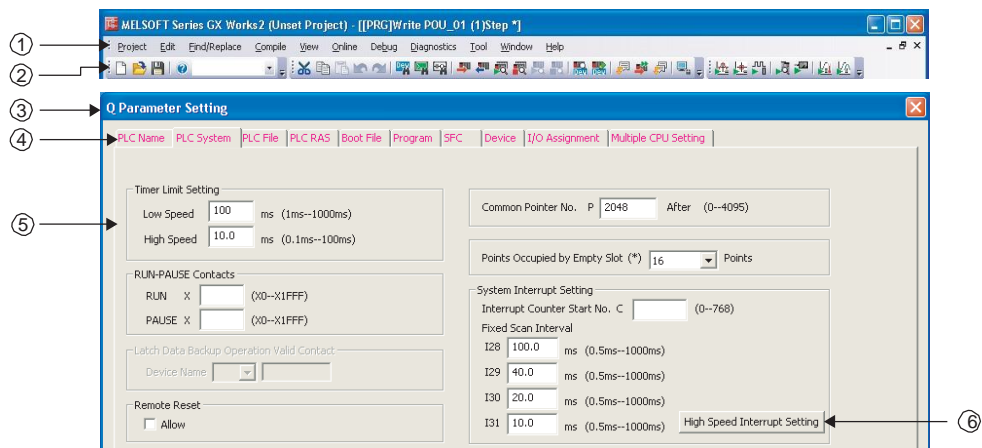 MELSOFT Series GX Works2 (Unset Project) - [[PRG]Write POU_01 (1)Step *]
① Project Edit Find/Replace Compile View Online Debug Diagnostics Tool Window Help
②
③ Q Parameter Setting
④ PLC Name PLC System PLC File PLC RAS Boot File Program SFC Device I/O Assignment Multiple CPU Setting
⑤
Timer Limit Setting
Low Speed 100 ms (1ms--1000ms)
High Speed 10.0 ms (0.1ms--100ms)
RUN-PAUSE Contacts
RUN X (X0--X1FFF)
PAUSE X (X0--X1FFF)
Latch Data Backup Operation Valid Contact
Device Name
Remote Reset
Allow
Common Pointer No. P 2048 After (0--4095)
Points Occupied by Empty Slot (*) 16 Points
System Interrupt Setting
Interrupt Counter Start No. C (0--768)
Fixed Scan Interval
I28 100.0 ms (0.5ms--1000ms)
I29 40.0 ms (0.5ms--1000ms)
I30 20.0 ms (0.5ms--1000ms)
I31 10.0 ms (0.5ms--1000ms) High Speed Interrupt Setting ⑥